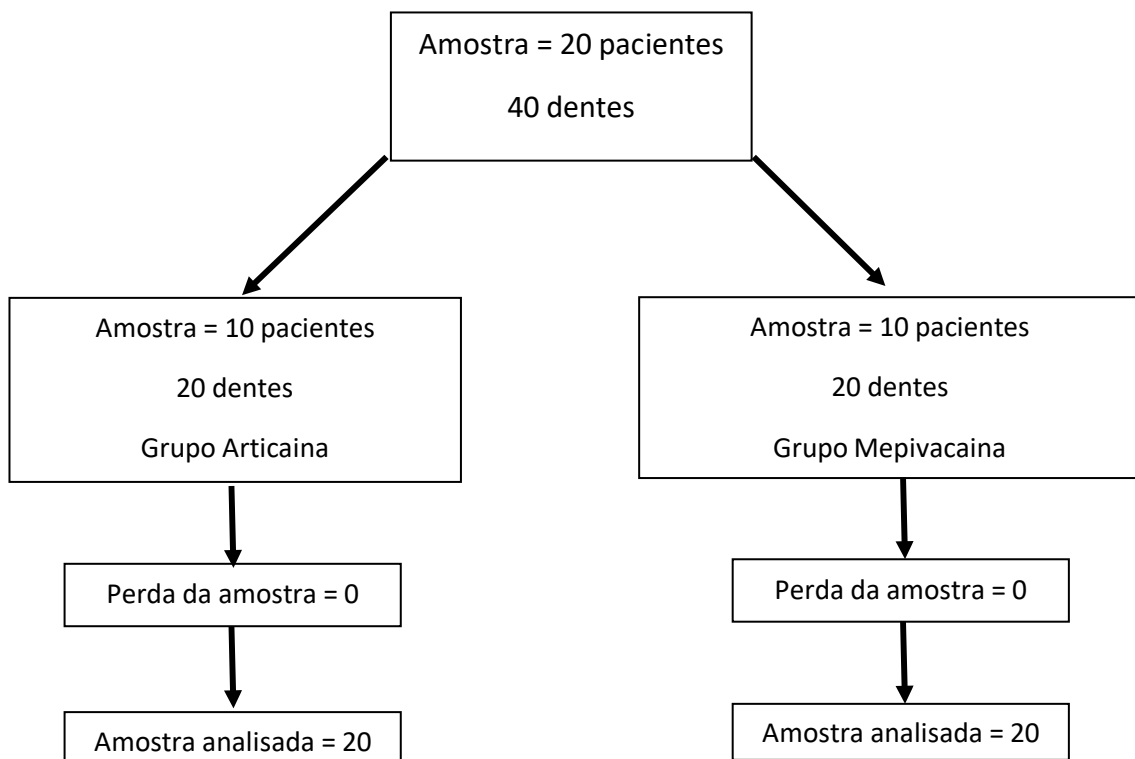 Amostra = 20 pacientes
40 dentes
Amostra = 10 pacientes
20 dentes
Grupo Articaina
Amostra = 10 pacientes
20 dentes
Grupo Mepivacaina
Perda da amostra = 0
Perda da amostra = 0
Amostra analisada = 20
Amostra analisada = 20